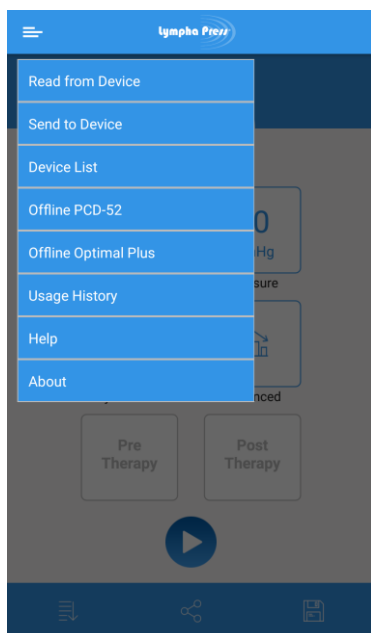 Lympha Press
Read from Device
Send to Device
Device List
Offline PCD-52
Offline Optimal Plus
Usage History
Help
About
0
Hg
sure
nced
Pre
Therapy
Post
Therapy